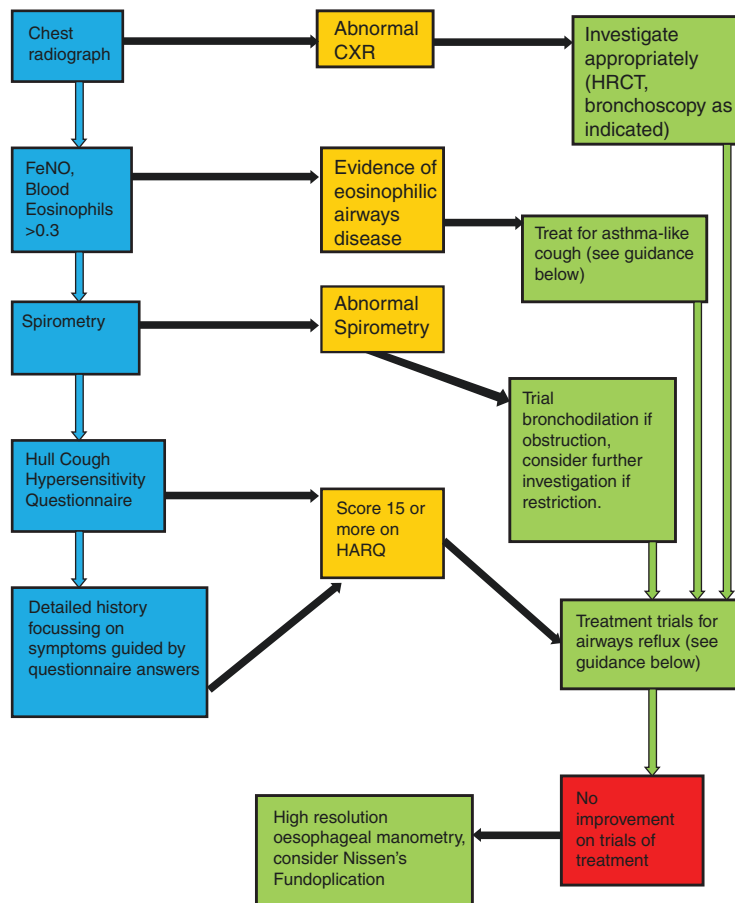 Chest
radiograph
Abnormal
CXR
Investigate
appropriately
(HRCT,
bronchoscopy as
indicated)
FeNO,
Blood
Eosinophils
>0.3
Evidence of
eosinophilic
airways
disease
Treat for asthma-like
cough (see guidance
below)
Spirometry
Abnormal
Spirometry
Trial
bronchodilation if
obstruction,
consider further
investigation if
restriction.
Hull Cough
Hypersensitivity
Questionnaire
Score 15 or
more on
HARQ
Detailed history
focussing on
symptoms guided by
questionnaire answers
Treatment trials for
airways reflux (see
guidance below)
No
improvement
on trials of
treatment
High resolution
oesophageal manometry,
consider Nissen's
Fundoplication